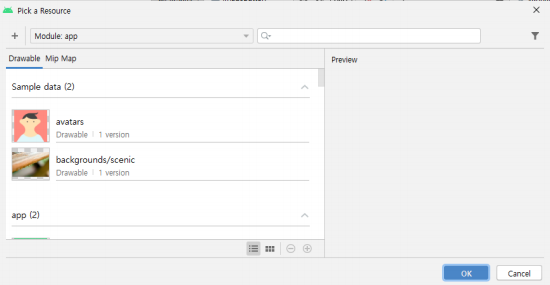 Pick a Resource
Module: app
Drawable Mip Map
Preview
Sample data (2)
avatars
Drawable | 1 version
backgrounds/scenic
Drawable | 1 version
app (2)
OK
Cancel